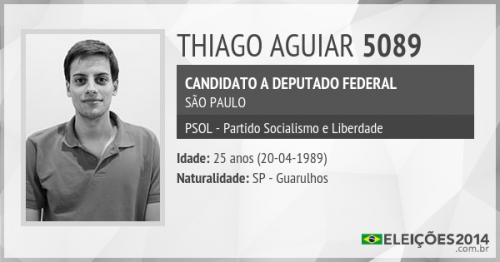 THIAGO AGUIAR 5089
CANDIDATO A DEPUTADO FEDERAL
SÃO PAULO
PSOL - Partido Socialismo e Liberdade
Idade: 25 anos (20-04-1989)
Naturalidade: SP - Guarulhos
ELEIÇÕES2014
.com.br